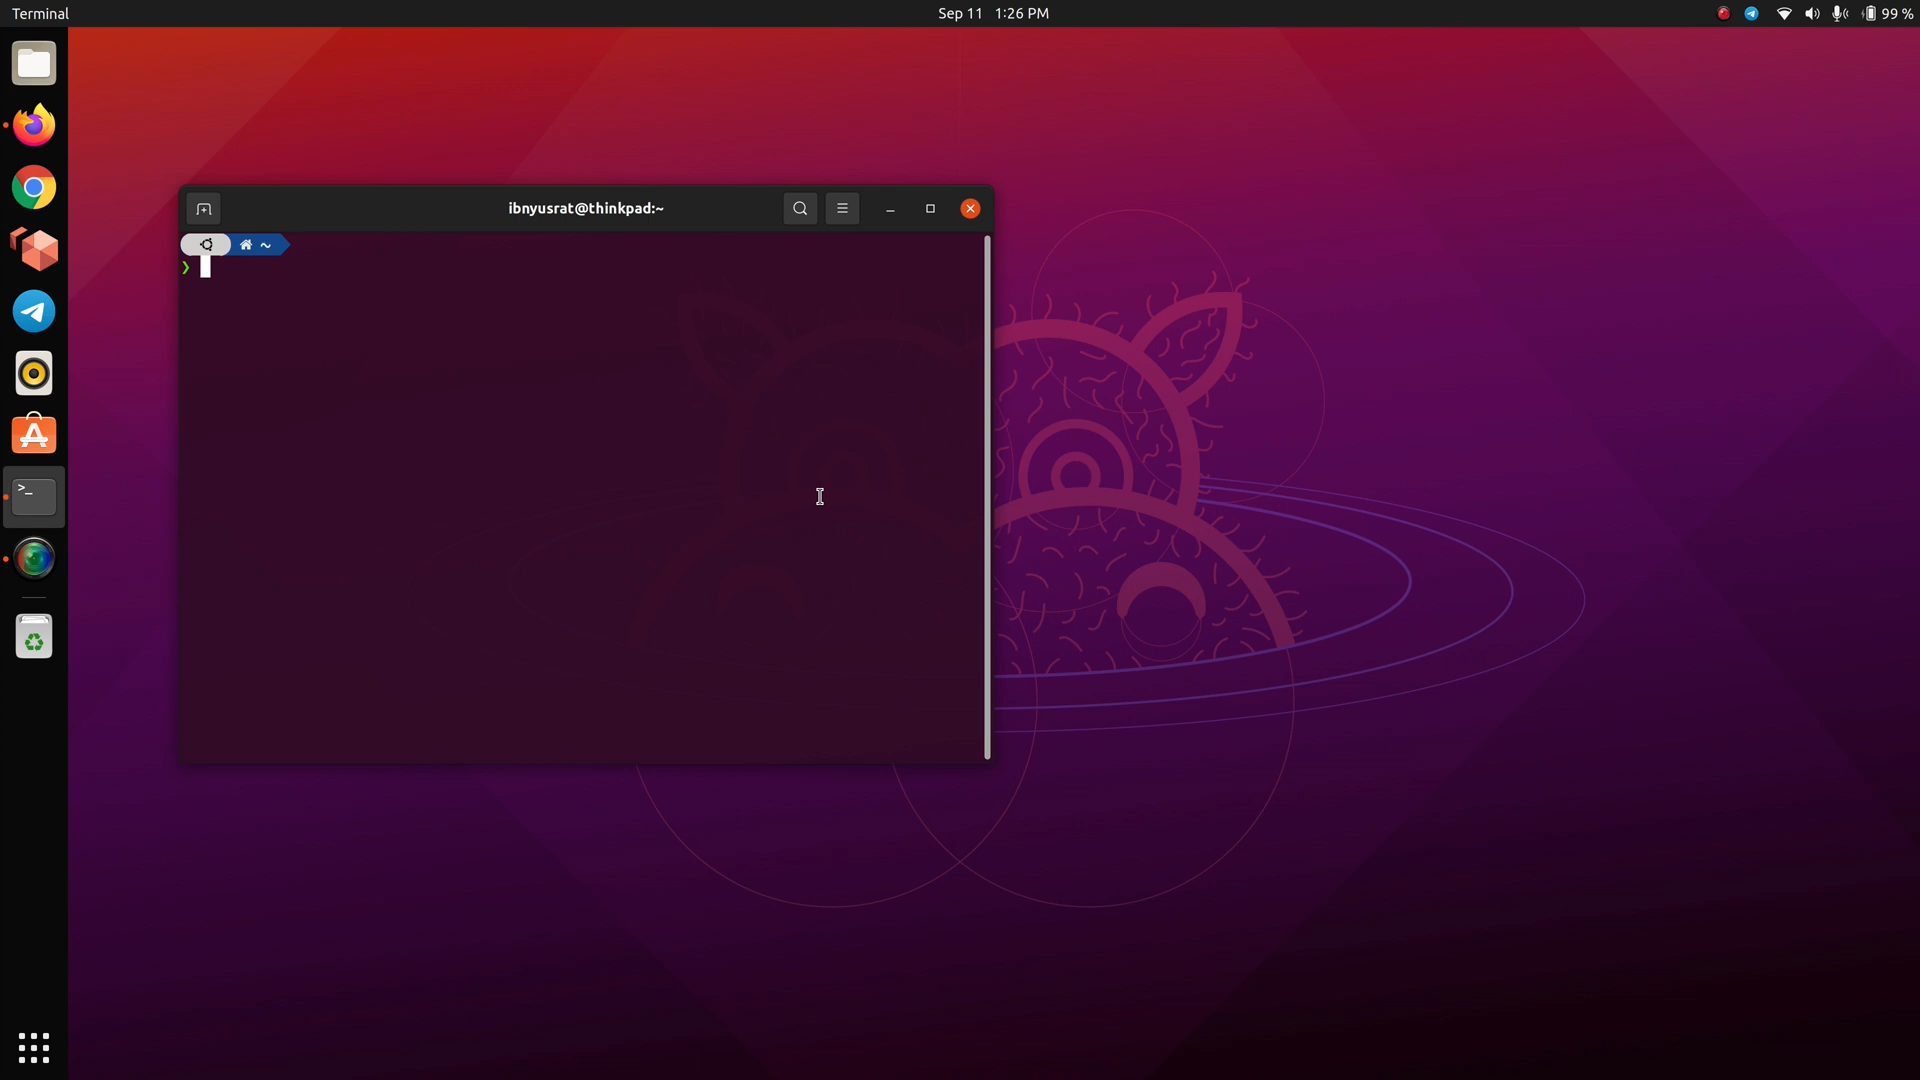 Terminal
Sep 11 1:26 PM
99 %
ibnyusrat@thinkpad:~
~
❯
>_